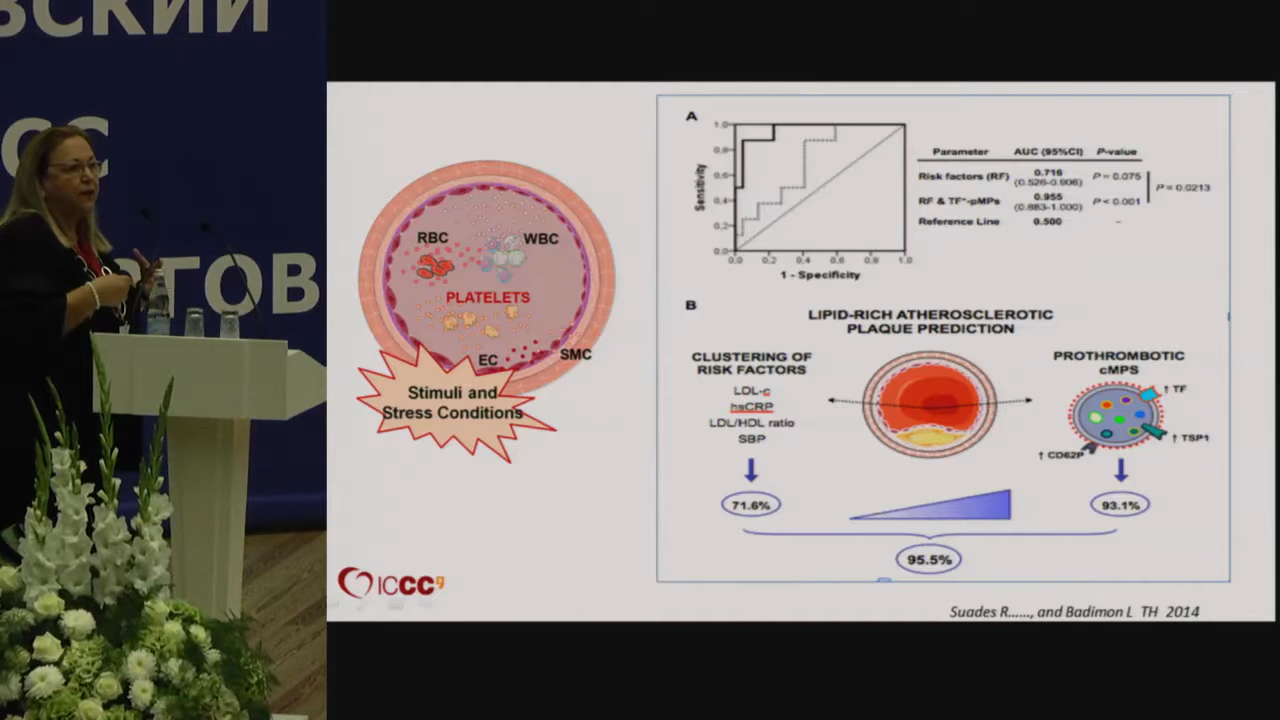 ВСКИЙ
СС
ТОВ
RBC
WBC
PLATELETS
EC
SMC
Stimuli and
Stress Conditions
ICCC
A
Sensitivity
1,0
0,8
0,6
0,4
0,2
0,0
0,0 0,2 0,4 0,6 0,8 1,0
1 - Specificity
Parameter AUC (95%CI) P-value
Risk factors (RF) 0.716 P = 0.075
(0.526-0.906)
P = 0.0213
RF & TF⁺-pMPs 0.955 P < 0.001
(0.883-1.000)
Reference Line 0.500 -
B
LIPID-RICH ATHEROSCLEROTIC
PLAQUE PREDICTION
CLUSTERING OF
RISK FACTORS
LDL-c
hsCRP
LDL/HDL ratio
SBP
71.6%
PROTHROMBOTIC
cMPS
↑ TF
↑ TSP1
↑ CD62P
93.1%
95.5%
Suades R......, and Badimon L TH 2014